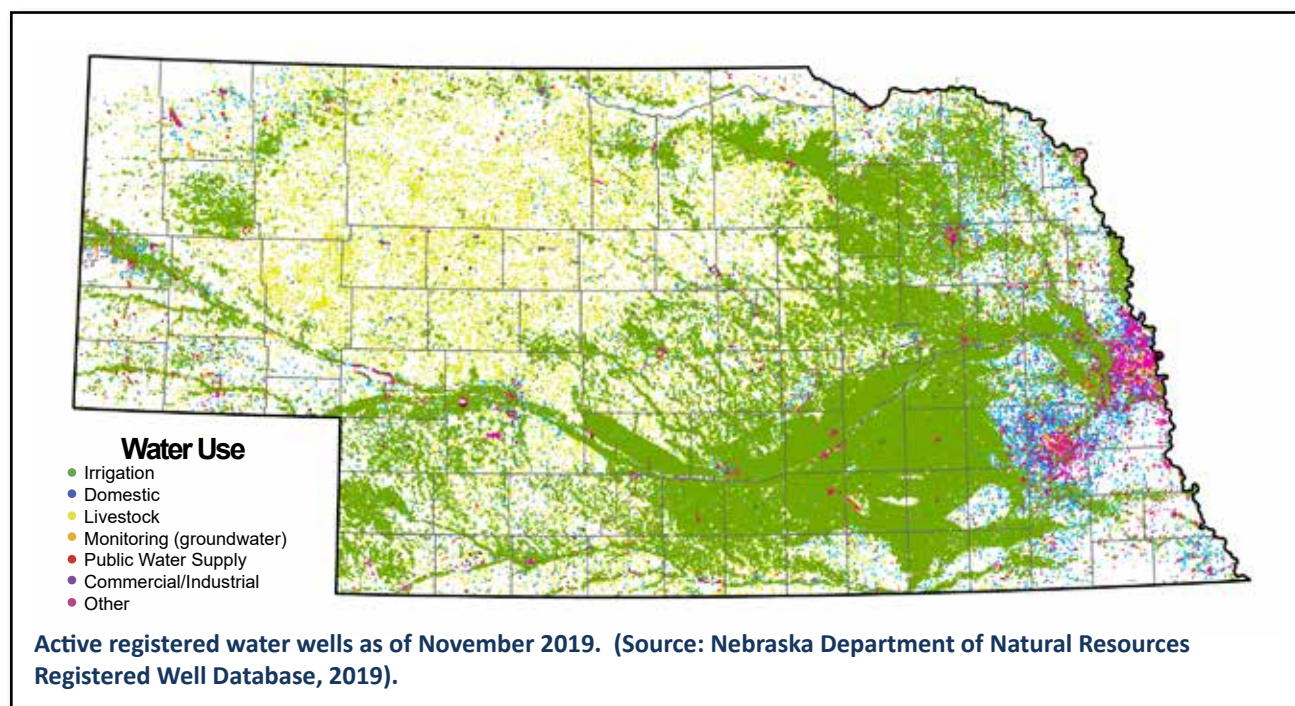 Water Use
Irrigation
Domestic
Livestock
Monitoring (groundwater)
Public Water Supply
Commercial/Industrial
Other
Active registered water wells as of November 2019.  (Source: Nebraska Department of Natural Resources
Registered Well Database, 2019).